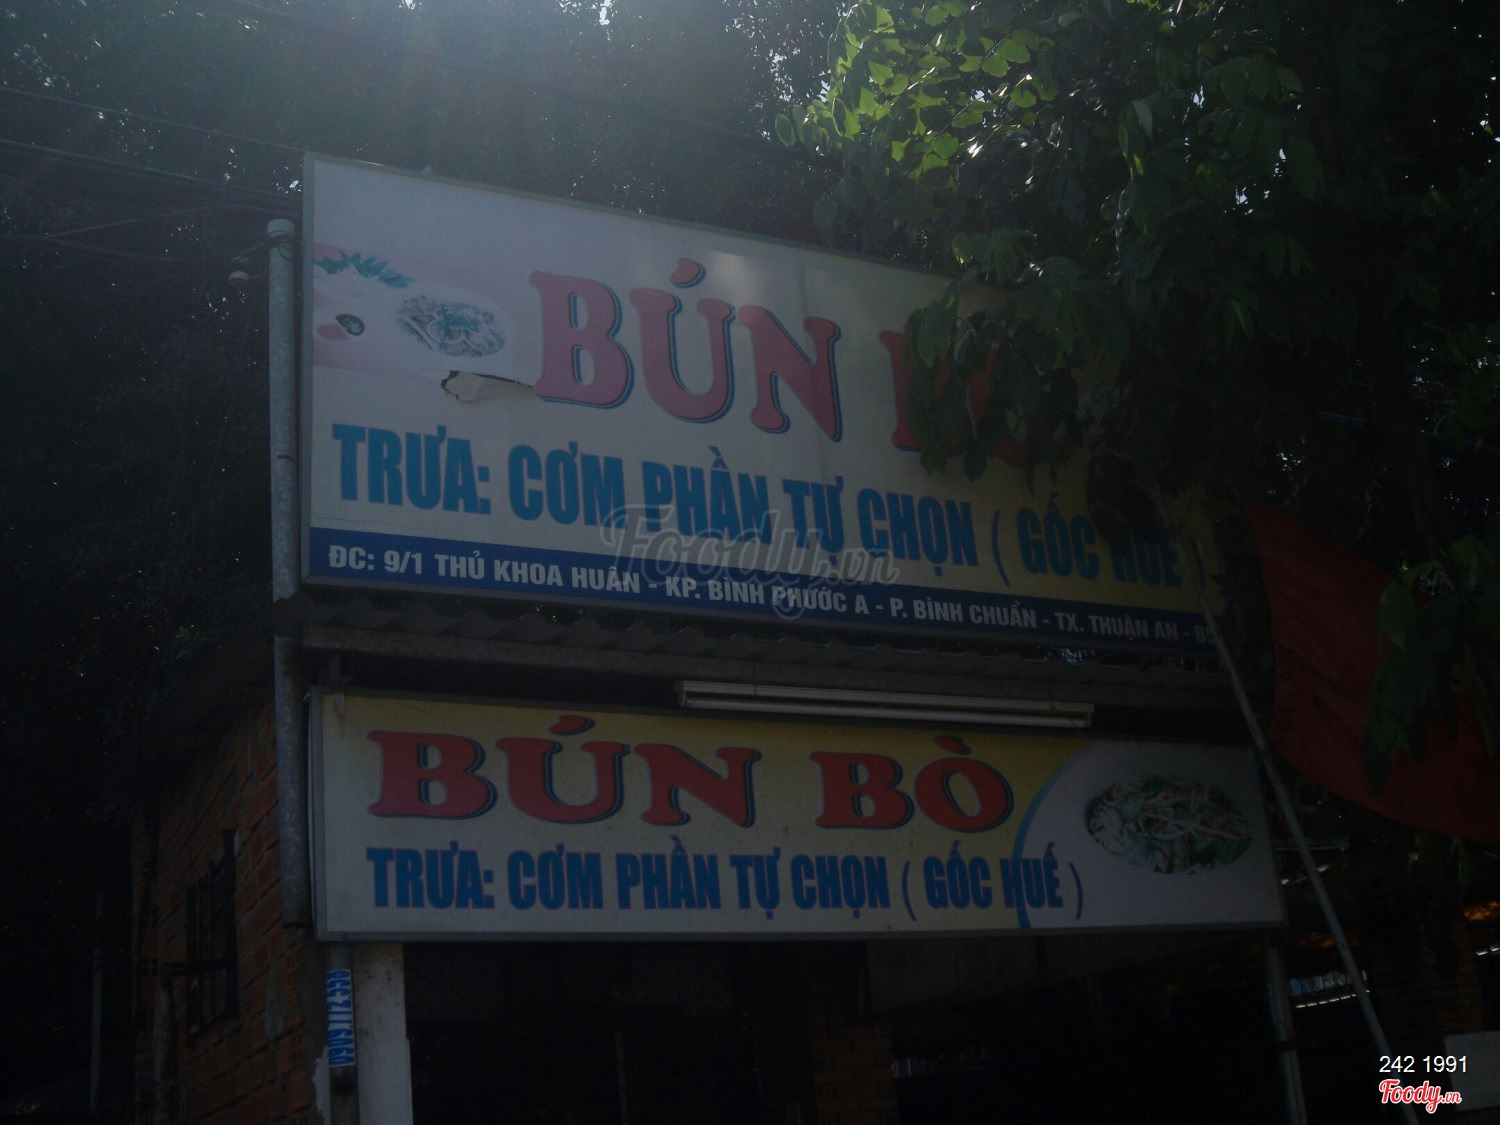 BÚN BÒ
TRƯA: CƠM PHẦN TỰ CHỌN ( GỐC HUẾ )
ĐC: 9/1 THỦ KHOA HUÂN - KP. BÌNH PHƯỚC A - P. BÌNH CHUẨN - TX. THUẬN AN -
Foody.vn
BÚN BÒ
TRƯA: CƠM PHẦN TỰ CHỌN ( GỐC HUẾ )
242 1991
Foody.vn